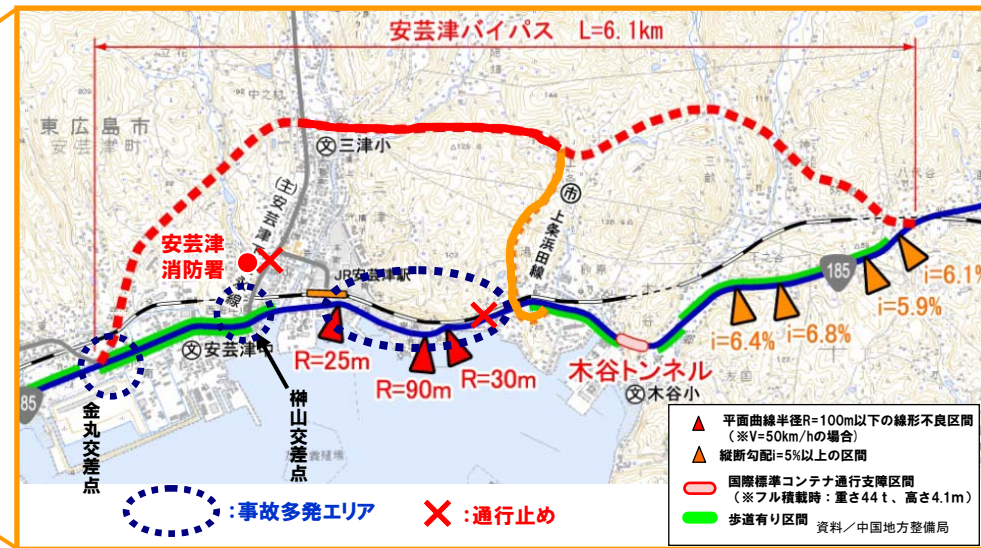 安芸津バイパス L=6.1km
東広島市
安芸津町
三津小
(主)安芸津
線
(市)上条浜田線
安芸津
消防署
JR安芸津駅
185
i=6.1%
i=5.9%
i=6.8%
i=6.4%
安芸津中
R=25m
R=90m
R=30m
木谷トンネル
木谷小
85
金丸交差点
榊山交差点
平面曲線半径R=100m以下の線形不良区間
(※V=50km/hの場合)
縦断勾配i=5%以上の区間
国際標準コンテナ通行支障区間
(※フル積載時:重さ44t、高さ4.1m)
歩道有り区間
資料/中国地方整備局
:事故多発エリア
:通行止め